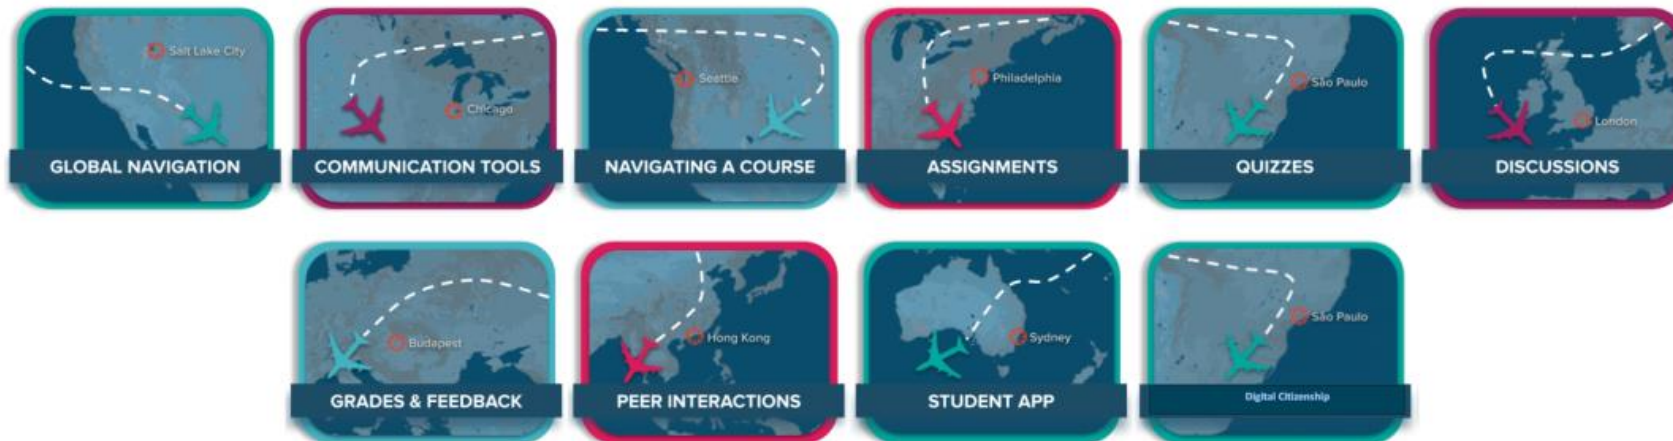 Salt Lake City
GLOBAL NAVIGATION
Chicago
COMMUNICATION TOOLS
Seattle
NAVIGATING A COURSE
Philadelphia
ASSIGNMENTS
São Paulo
QUIZZES
London
DISCUSSIONS
Budapest
GRADES & FEEDBACK
Hong Kong
PEER INTERACTIONS
Sydney
STUDENT APP
São Paulo
Digital Citizenship